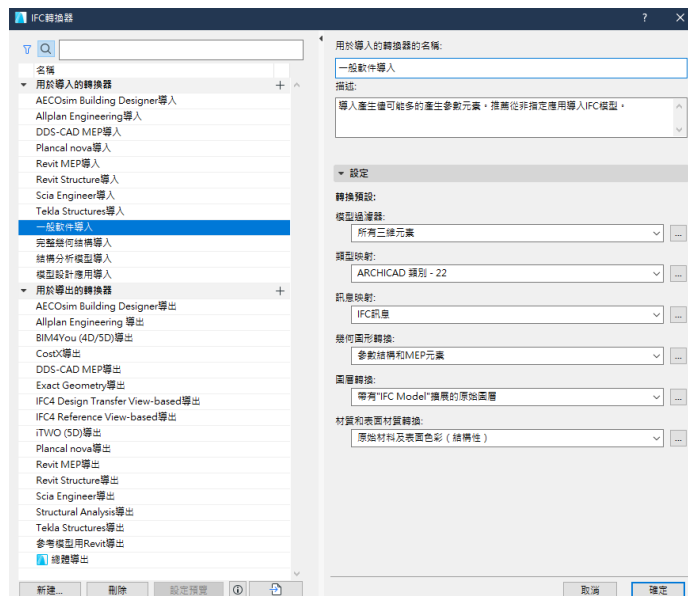 IFC轉換器
?
名稱
用於導入的轉換器
AECOsim Building Designer導入
Allplan Engineering導入
DDS-CAD MEP導入
Plancal nova導入
Revit MEP導入
Revit Structure導入
Scia Engineer導入
Tekla Structures導入
一般軟件導入
完整幾何結構導入
結構分析模型導入
模型設計應用導入
用於導出的轉換器
AECOsim Building Designer導出
Allplan Engineering 導出
BIM4You (4D/5D)導出
CostX導出
DDS-CAD MEP導出
Exact Geometry導出
IFC4 Design Transfer View-based導出
IFC4 Reference View-based導出
iTWO (5D)導出
Plancal nova導出
Revit MEP導出
Revit Structure導出
Scia Engineer導出
Structural Analysis導出
Tekla Structures導出
參考模型用Revit導出
總體導出
新建...
刪除
設定預覽
用於導入的轉換器的名稱:
一般軟件導入
描述:
導入產生儘可能多的產生參數元素。推薦從非指定應用導入IFC模型。
設定
轉換預設:
模型過濾器:
所有三維元素
...
類型映射:
ARCHICAD 類別 - 22
...
訊息映射:
IFC訊息
...
幾何圖形轉換:
參數結構和MEP元素
...
圖層轉換:
帶有"IFC Model"擴展的原始圖層
...
材質和表面材質轉換:
原始材料及表面色彩（結構性）
...
取消
確定